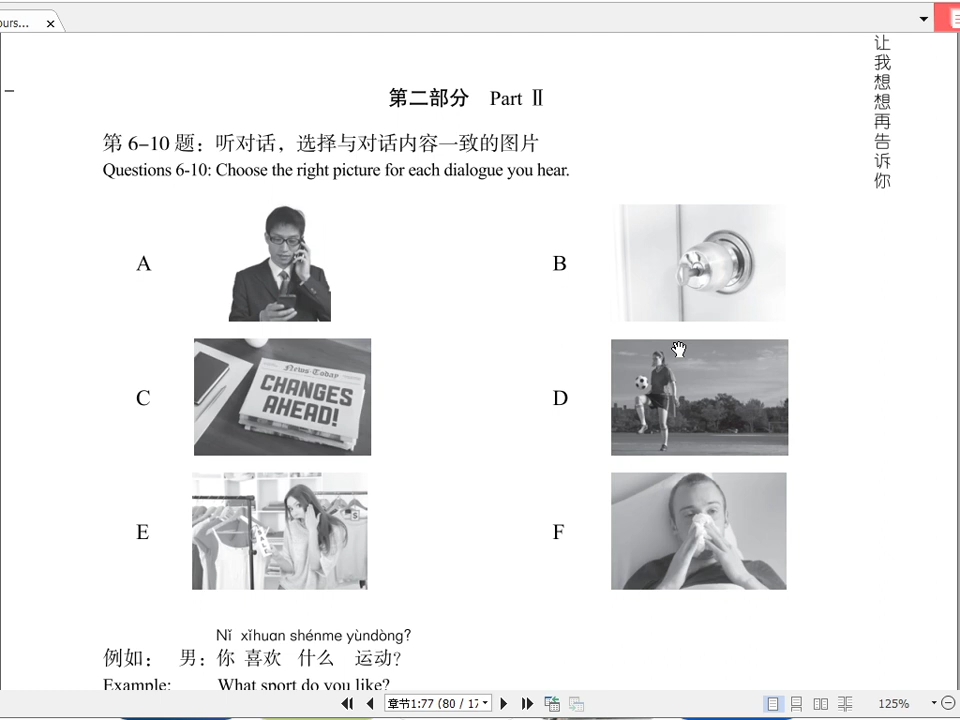 ours...
让我想想再告诉你
第二部分 Part Ⅱ
第 6–10 题：听对话，选择与对话内容一致的图片
Questions 6-10: Choose the right picture for each dialogue you hear.
A
B
C
News Today
CHANGES
AHEAD!
D
E
S
F
Nǐ xǐhuan shénme yùndòng?
例如： 男：你 喜欢 什么 运动？
Example: What sport do you like?
章节1:77 (80 / 17
125%